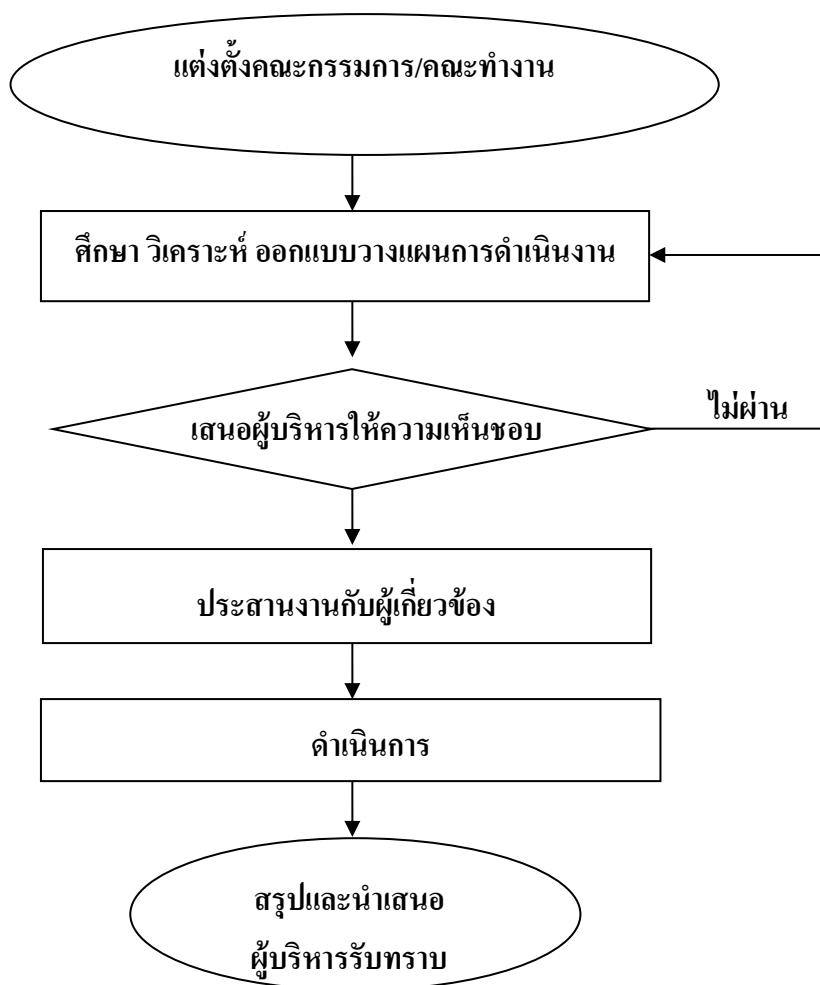 แต่งตั้งคณะกรรมการ/คณะทำงาน
ศึกษา วิเคราะห์ ออกแบบวางแผนการดำเนินงาน
เสนอผู้บริหารให้ความเห็นชอบ
ไม่ผ่าน
ประสานงานกับผู้เกี่ยวข้อง
ดำเนินการ
สรุปและนำเสนอ
ผู้บริหารรับทราบ